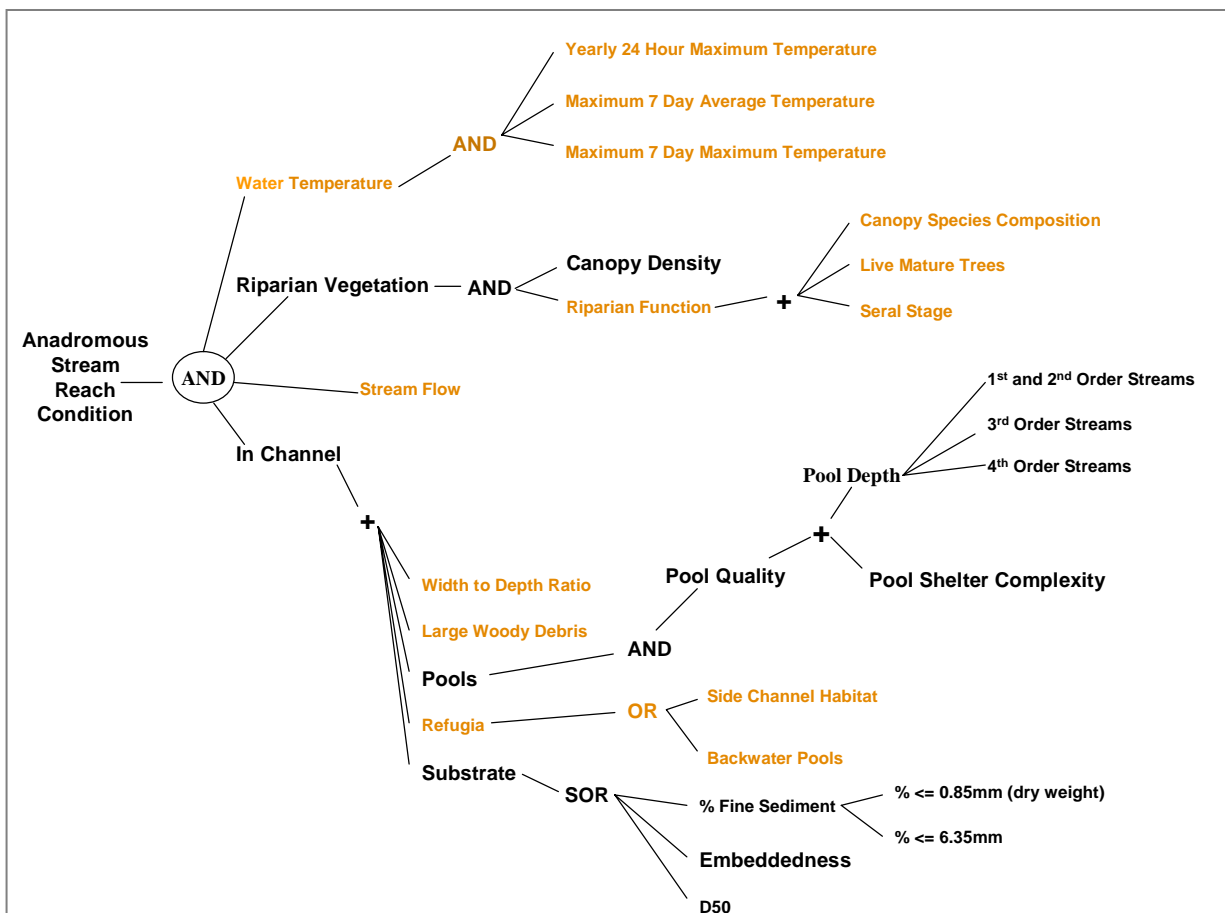 Yearly 24 Hour Maximum Temperature
Maximum 7 Day Average Temperature
AND
Maximum 7 Day Maximum Temperature
Water Temperature
Canopy Species Composition
Canopy Density
Live Mature Trees
Riparian Vegetation
AND
Riparian Function
+
Seral Stage
Anadromous
Stream
Reach
Condition
AND
Stream Flow
1st and 2nd Order Streams
3rd Order Streams
4th Order Streams
In Channel
Pool Depth
+
+
Pool Quality
Pool Shelter Complexity
Width to Depth Ratio
Large Woody Debris
AND
Pools
Side Channel Habitat
OR
Refugia
Backwater Pools
Substrate
SOR
% Fine Sediment
% <= 0.85mm (dry weight)
% <= 6.35mm
Embeddedness
D50